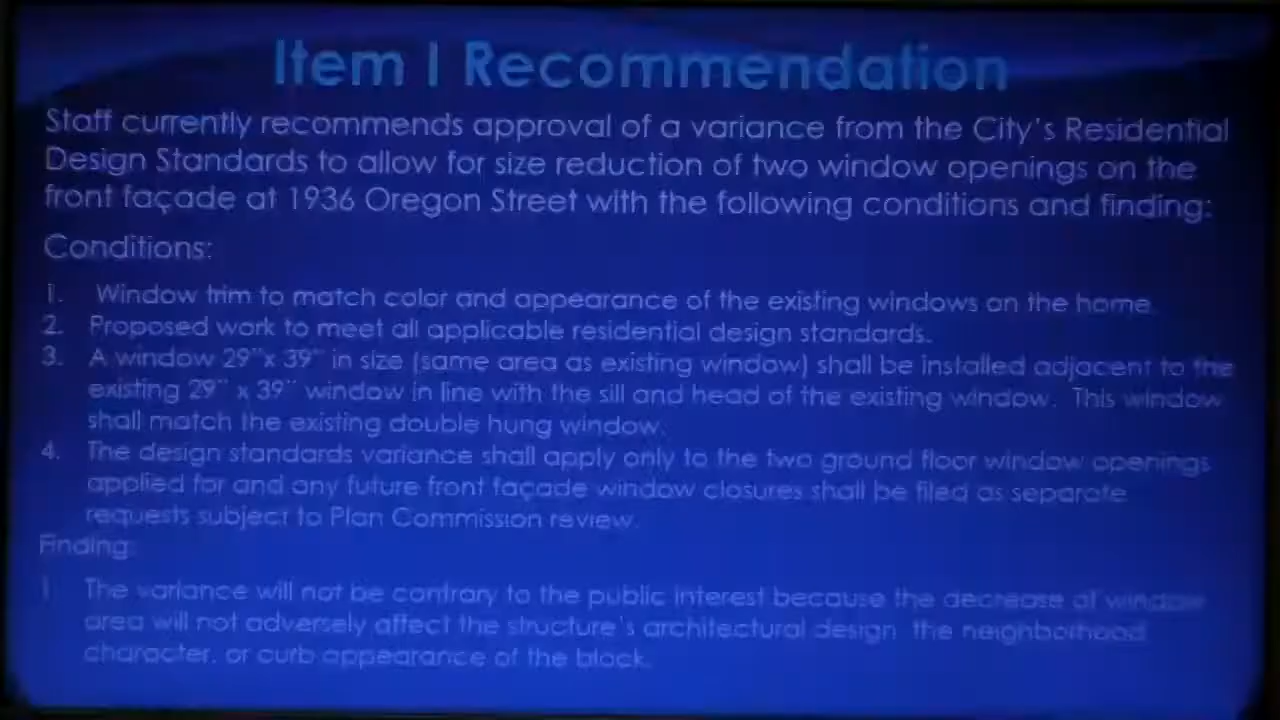 Item I Recommendation
Staff currently recommends approval of a variance from the City's Residential
Design Standards to allow for size reduction of two window openings on the
front façade at 1936 Oregon Street with the following conditions and finding:
Conditions:
1. Window trim to match color and appearance of the existing windows on the home.
2. Proposed work to meet all applicable residential design standards.
3. A window 29"x 39" in size (same area as existing window) shall be installed adjacent to the
existing 29" x 39" window in line with the sill and head of the existing window. This window
shall match the existing double hung window.
4. The design standards variance shall apply only to the two ground floor window openings
applied for and any future front façade window closures shall be filed as separate
requests subject to Plan Commission review.
Finding:
1. The variance will not be contrary to the public interest because the decrease of window
area will not adversely affect the structure's architectural design, the neighborhood
character, or curb appearance of the block.